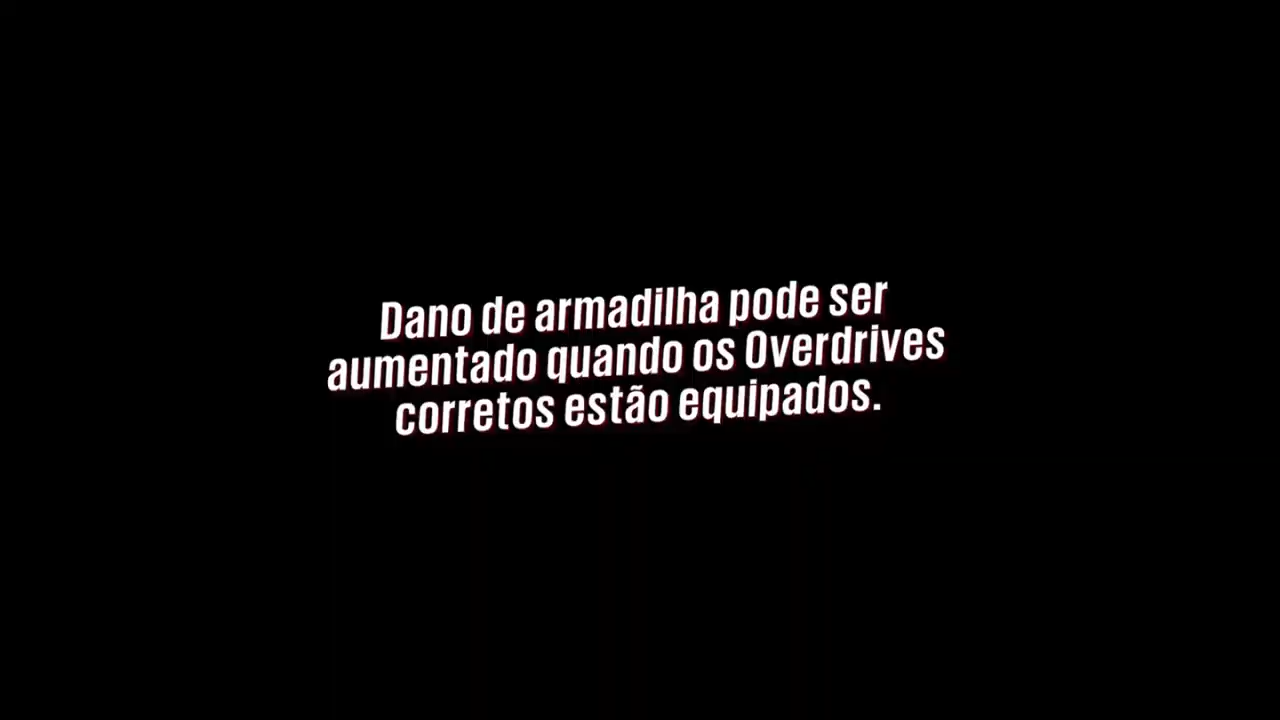 Dano de armadilha pode ser
aumentado quando os Overdrives
corretos estão equipados.